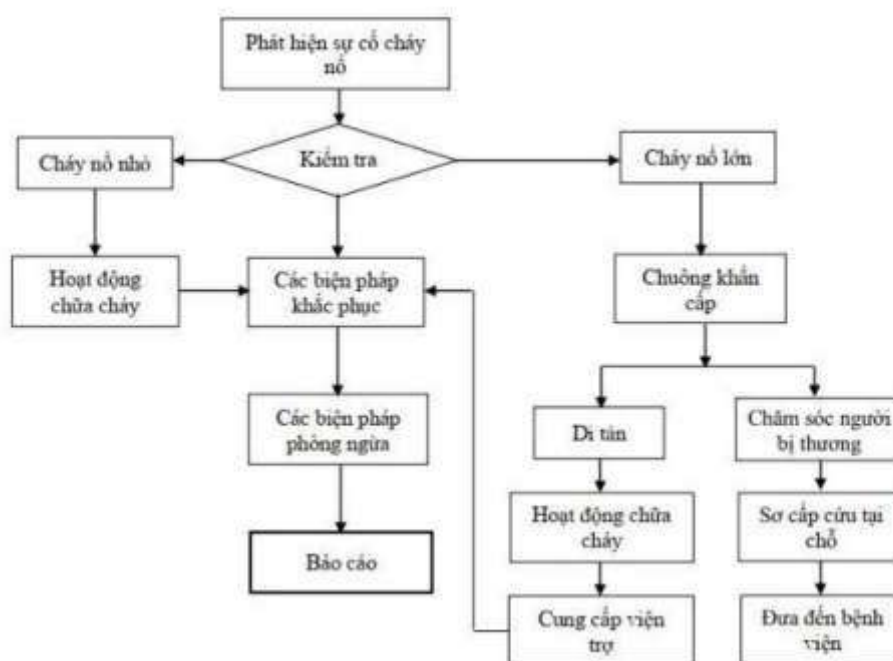 Phát hiện sự cố cháy
nổ
Kiểm tra
Cháy nổ nhỏ
Cháy nổ lớn
Hoạt động
chữa cháy
Các biện pháp
khắc phục
Chuông khẩn
cấp
Các biện pháp
phòng ngừa
Di tản
Chăm sóc người
bị thương
Báo cáo
Hoạt động chữa
cháy
Sơ cấp cứu tại
chỗ
Cung cấp viện
trợ
Đưa đến bệnh
viện